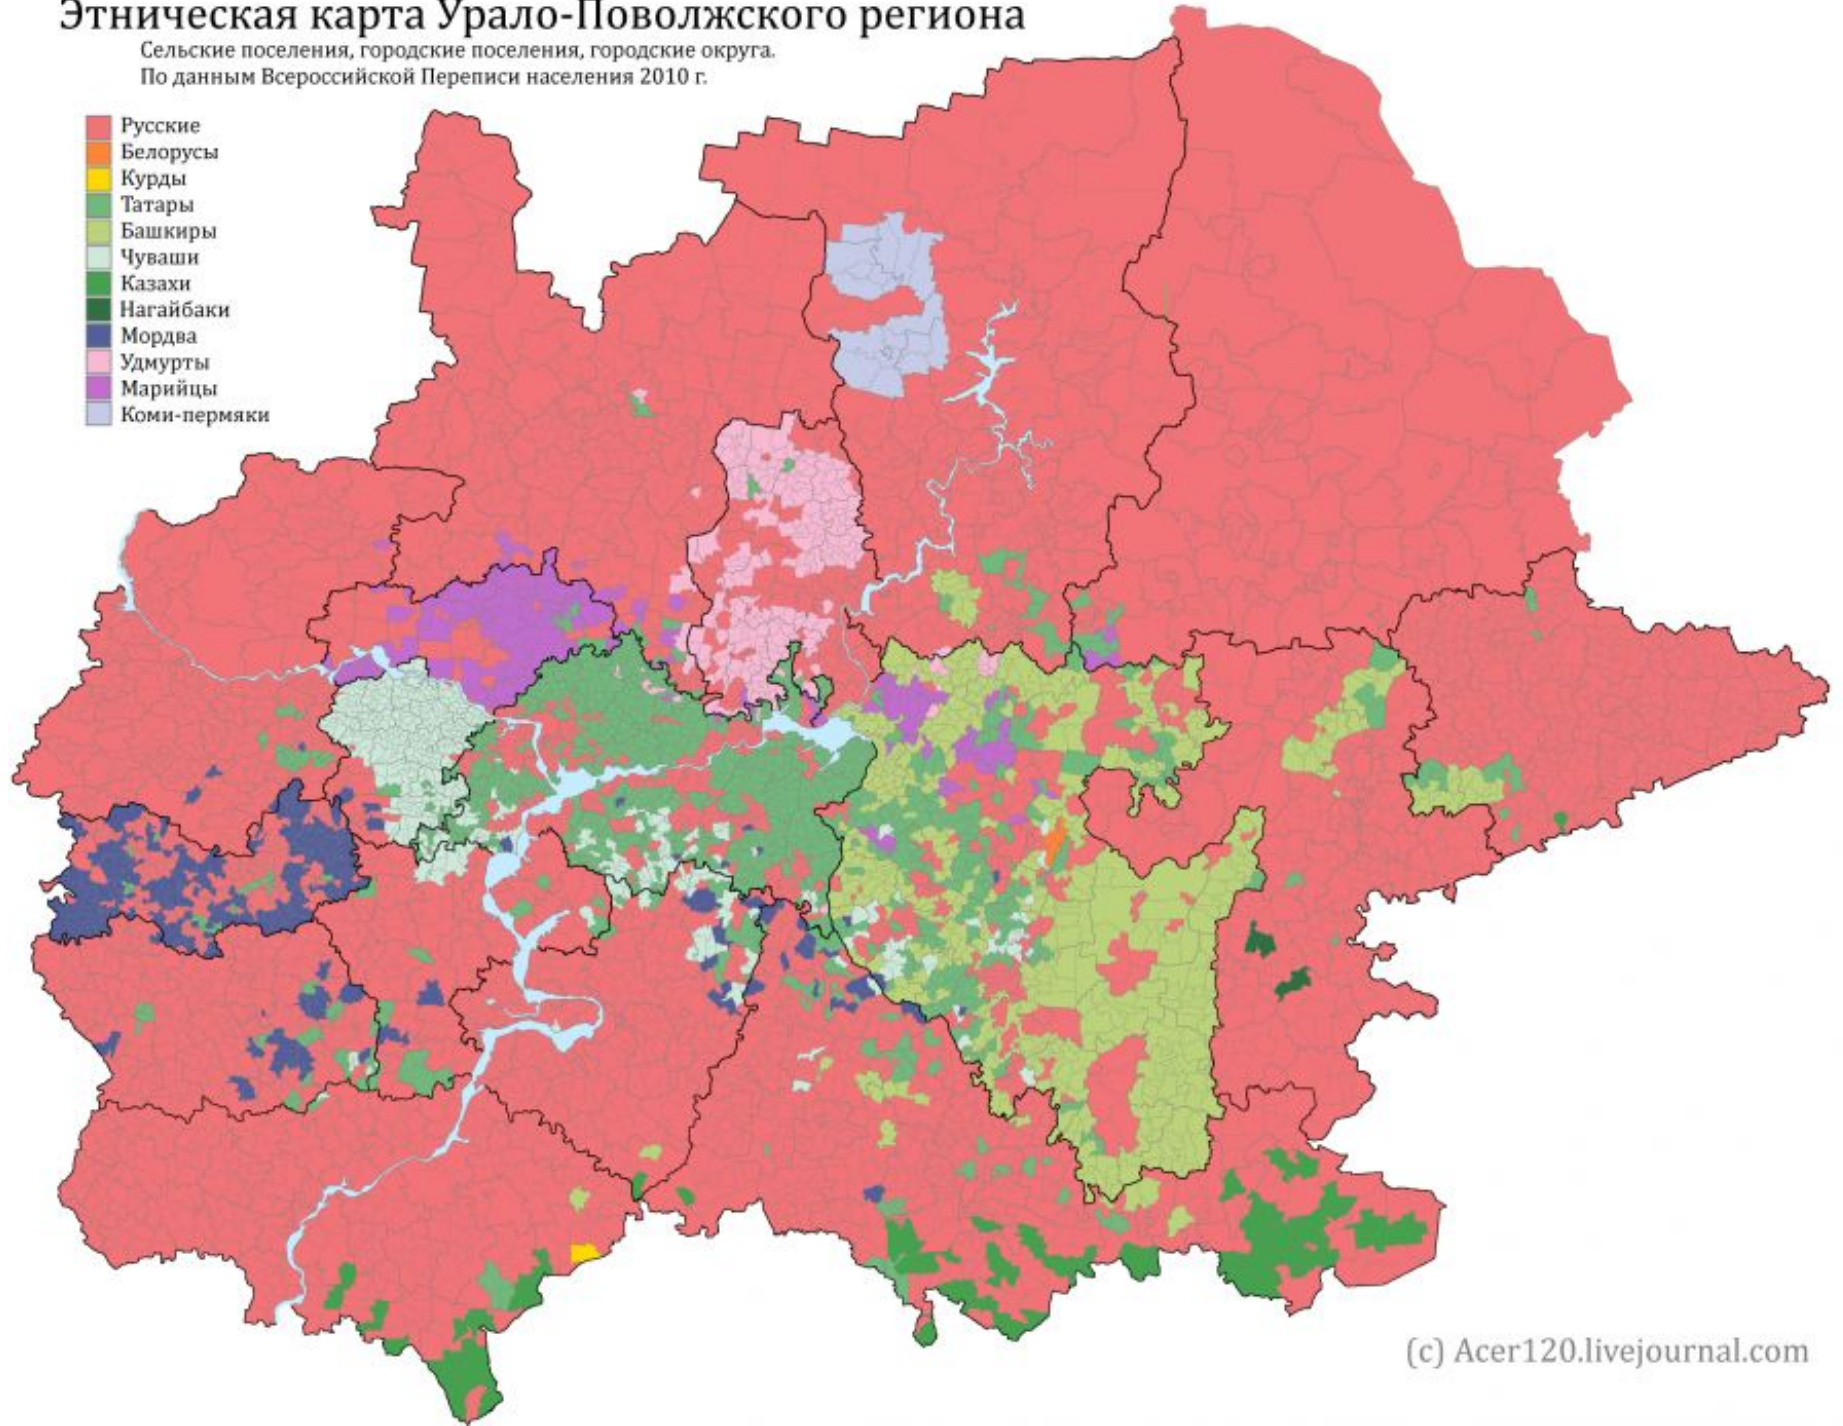 Этническая карта Урало-Поволжского региона
Сельские поселения, городские поселения, городские округа.
По данным Всероссийской Переписи населения 2010 г.
Русские
Белорусы
Курды
Татары
Башкиры
Чуваши
Казахи
Нагайбаки
Мордва
Удмурты
Марийцы
Коми-пермяки
(c) Acer120.livejournal.com